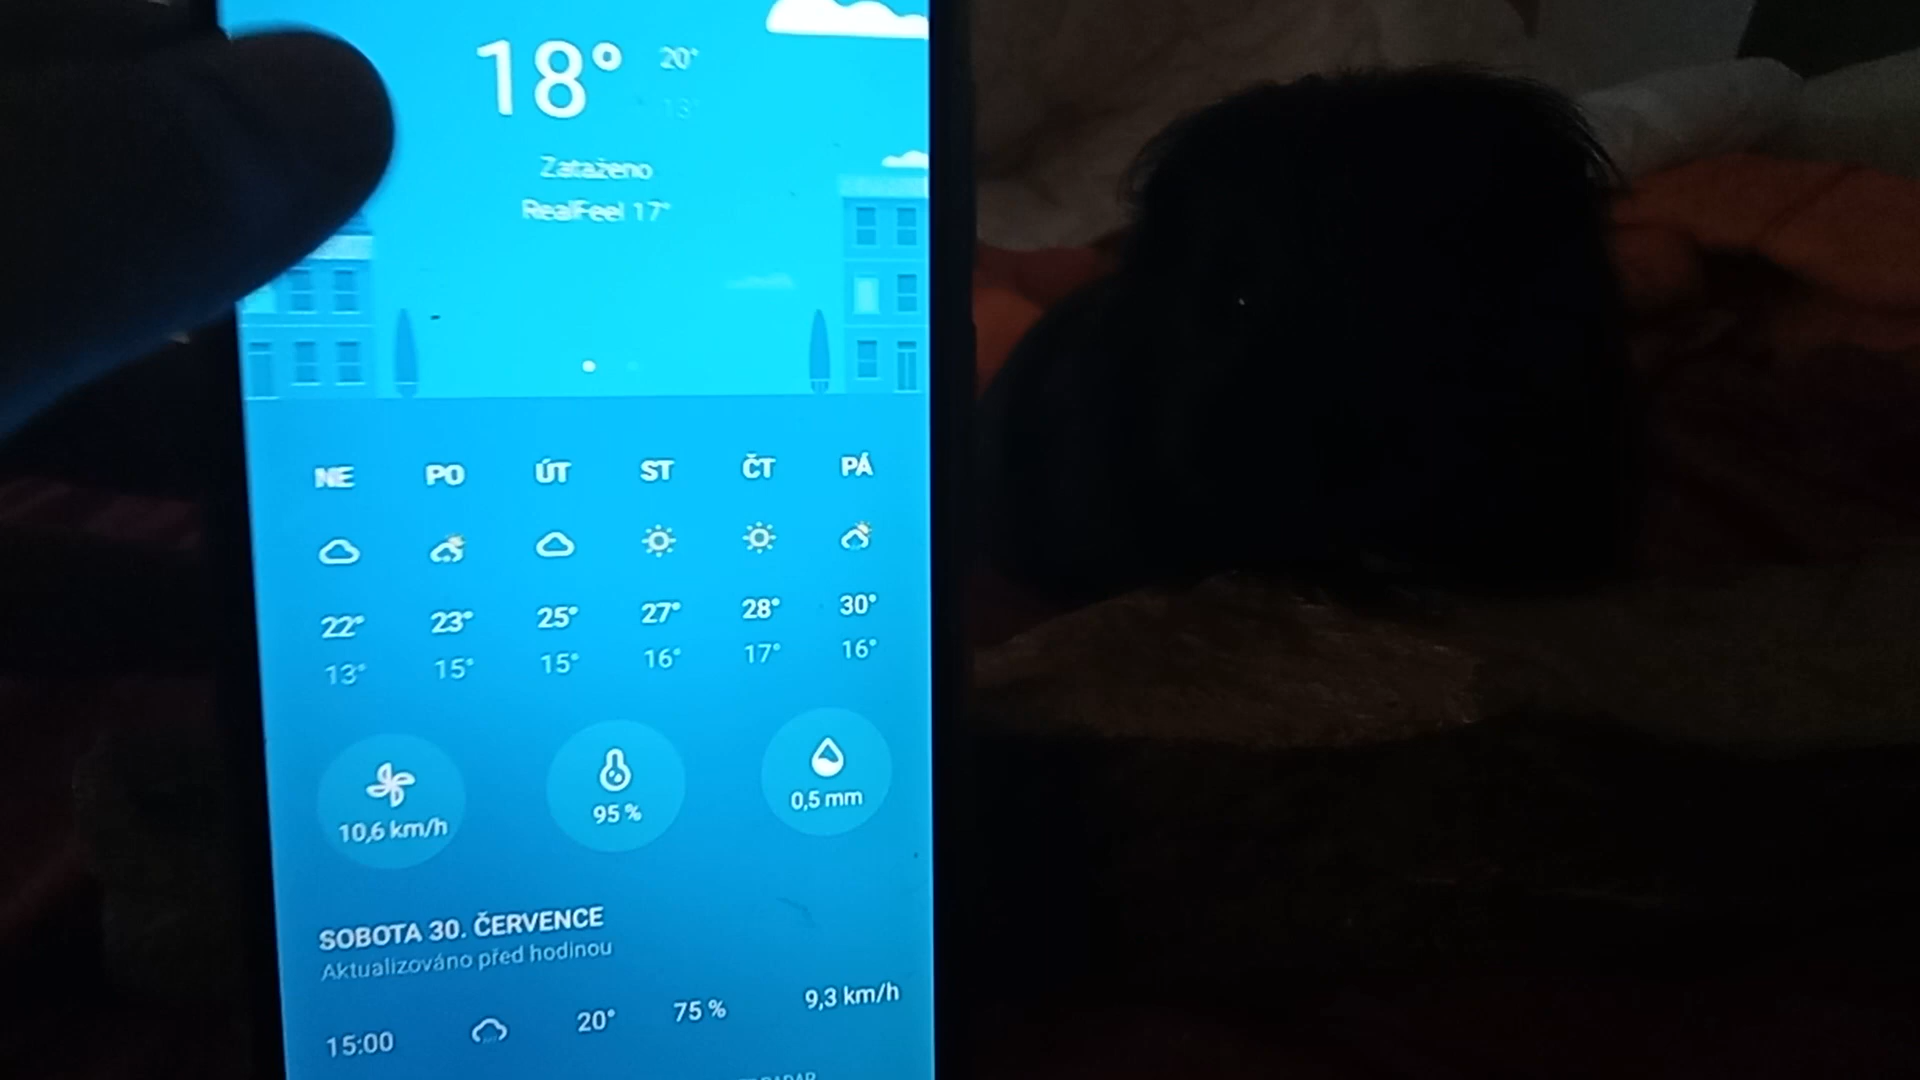 18° 20°
13°
Zataženo
RealFeel 17°
NE PO ÚT ST ČT PÁ
22° 23° 25° 27° 28° 30°
13° 15° 15° 16° 17° 16°
10,6 km/h 95 % 0,5 mm
SOBOTA 30. ČERVENCE
Aktualizováno před hodinou
15:00 20° 75 % 9,3 km/h